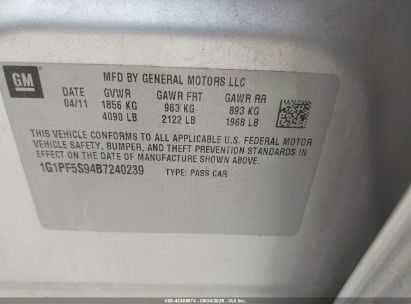 GM
MFD BY GENERAL MOTORS LLC
DATE GVWR GAWR FRT GAWR RR
04/11 1856 KG 963 KG 893 KG
4090 LB 2122 LB 1968 LB
THIS VEHICLE CONFORMS TO ALL APPLICABLE U.S. FEDERAL MOTOR
VEHICLE SAFETY, BUMPER, AND THEFT PREVENTION STANDARDS IN
EFFECT ON THE DATE OF MANUFACTURE SHOWN ABOVE.
1G1PF5S94B7240239 TYPE: PASS CAR